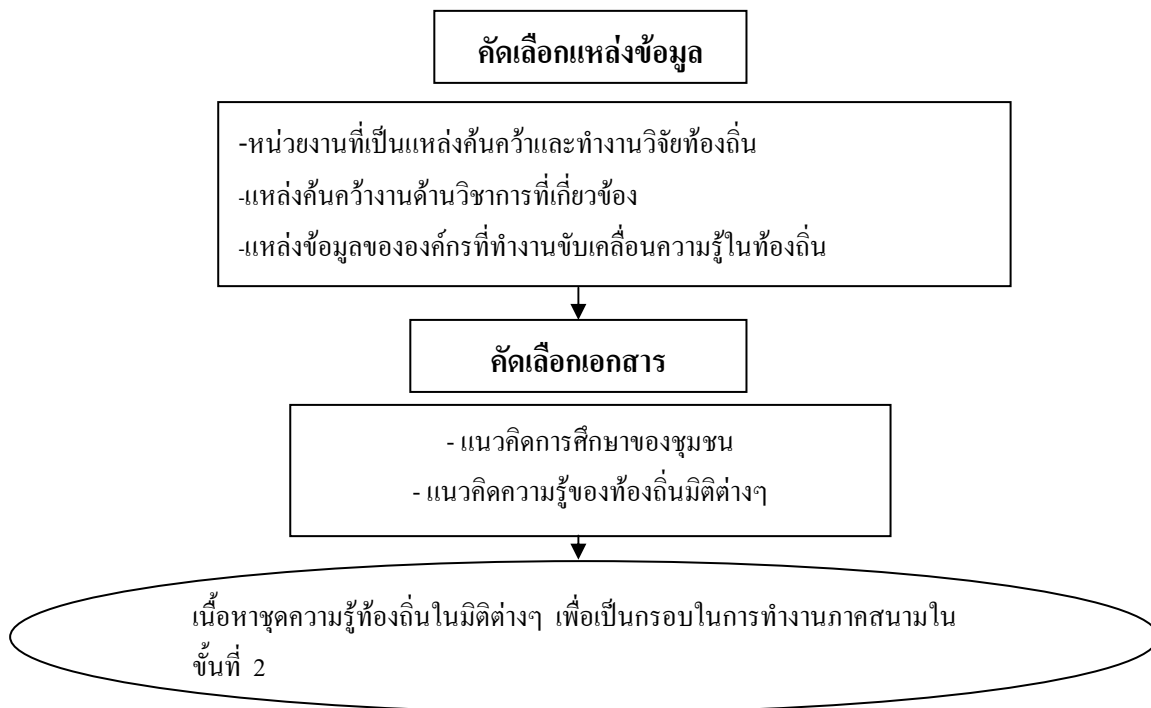 คัดเลือกแหล่งข้อมูล
-หน่วยงานที่เป็นแหล่งค้นคว้าและทำงานวิจัยท้องถิ่น
-แหล่งค้นคว้างานด้านวิชาการที่เกี่ยวข้อง
-แหล่งข้อมูลขององค์กรที่ทำงานขับเคลื่อนความรู้ในท้องถิ่น
คัดเลือกเอกสาร
- แนวคิดการศึกษาของชุมชน
- แนวคิดความรู้ของท้องถิ่นมิติต่างๆ
เนื้อหาชุดความรู้ท้องถิ่นในมิติต่างๆ เพื่อเป็นกรอบในการทำงานภาคสนามใน
ขั้นที่ 2